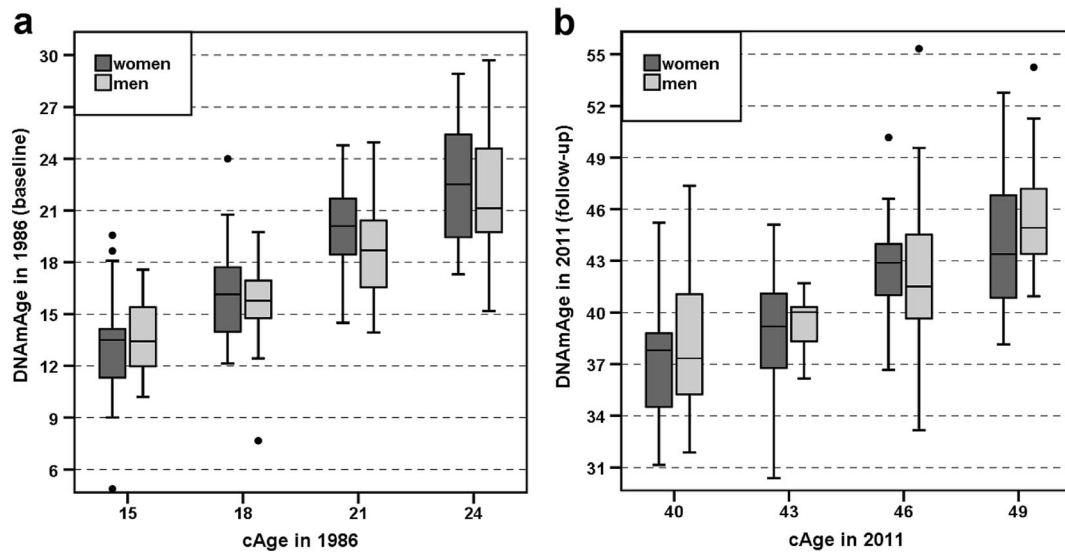 a
women
men
30
27
24
21
18
15
12
9
6
DNAmAge in 1986 (baseline)
15 18 21 24
cAge in 1986
b
women
men
55
52
49
46
43
40
37
34
31
DNAmAge in 2011 (follow-up)
40 43 46 49
cAge in 2011